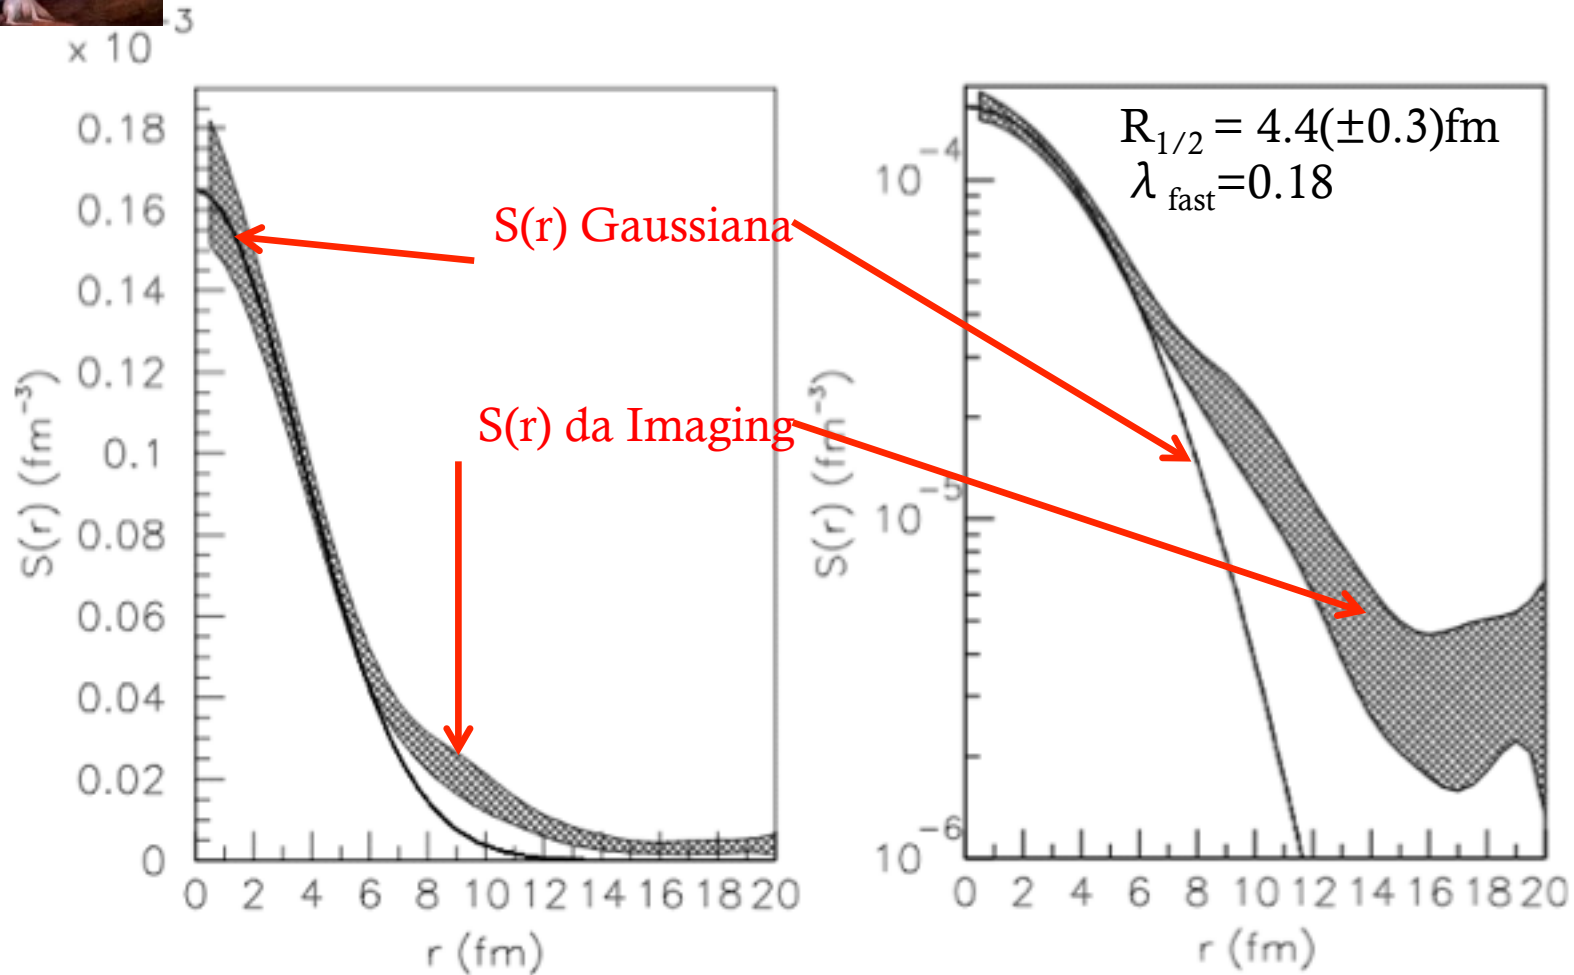 x 10⁻³
0.18
0.16
0.14
0.12
0.1
0.08
0.06
0.04
0.02
0
S(r) (fm⁻³)
0 2 4 6 8 10 12 14 16 18 20
r (fm)
S(r) Gaussiana
S(r) da Imaging
R₁/₂ = 4.4(±0.3)fm
λ fast=0.18
10⁻⁴
10⁻⁵
10⁻⁶
S(r) (fm⁻³)
0 2 4 6 8 10 12 14 16 18 20
r (fm)